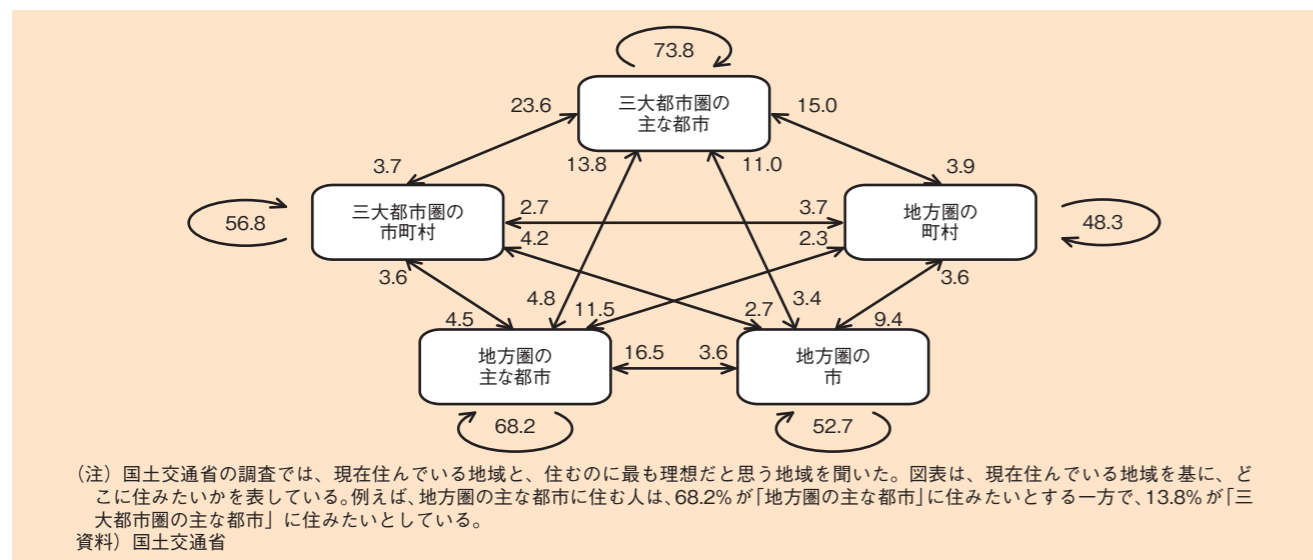 73.8
三大都市圏の
主な都市
23.6
15.0
13.8
11.0
3.7
3.9
三大都市圏の
市町村
地方圏の
町村
56.8
48.3
2.7
3.7
4.2
2.3
3.6
3.6
4.8
3.4
11.5
2.7
4.5
9.4
地方圏の
主な都市
地方圏の
市
16.5
3.6
68.2
52.7
(注)国土交通省の調査では、現在住んでいる地域と、住むのに最も理想だと思う地域を聞いた。図表は、現在住んでいる地域を基に、ど
こに住みたいかを表している。例えば、地方圏の主な都市に住む人は、68.2%が「地方圏の主な都市」に住みたいとする一方で、13.8%が「三
大都市圏の主な都市」に住みたいとしている。
資料)国土交通省